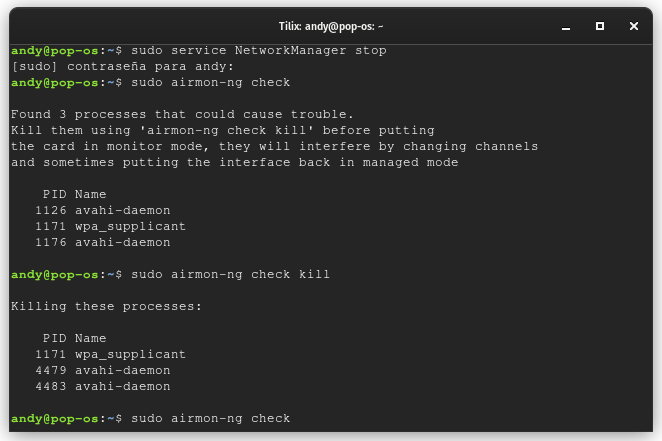 Tilix: andy@pop-os: ~
andy@pop-os:~$ sudo service NetworkManager stop
[sudo] contraseña para andy:
andy@pop-os:~$ sudo airmon-ng check
Found 3 processes that could cause trouble.
Kill them using 'airmon-ng check kill' before putting
the card in monitor mode, they will interfere by changing channels
and sometimes putting the interface back in managed mode
PID Name
1126 avahi-daemon
1171 wpa_supplicant
1176 avahi-daemon
andy@pop-os:~$ sudo airmon-ng check kill
Killing these processes:
PID Name
1171 wpa_supplicant
4479 avahi-daemon
4483 avahi-daemon
andy@pop-os:~$ sudo airmon-ng check